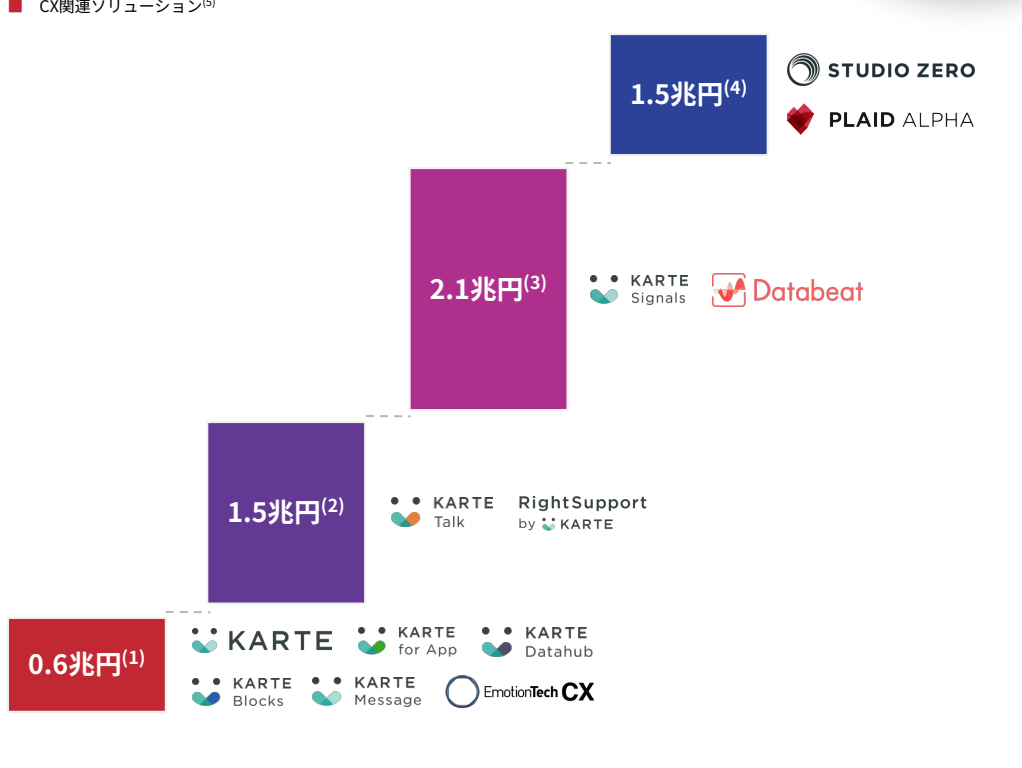 CX関連ソリューション(5)
1.5兆円(4)
STUDIO ZERO
PLAID ALPHA
2.1兆円(3)
KARTE
Signals
Databeat
1.5兆円(2)
KARTE
Talk
RightSupport
by KARTE
0.6兆円(1)
KARTE
KARTE
for App
KARTE
Datahub
KARTE
Blocks
KARTE
Message
EmotionTech CX